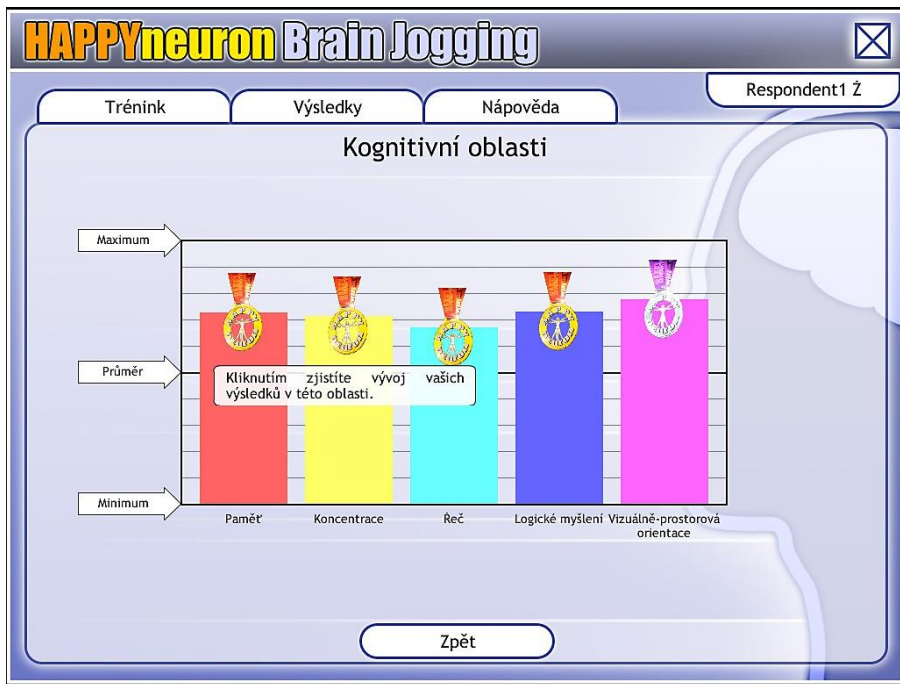 HAPPYneuron Brain Jogging
Respondent1 Ž
Trénink
Výsledky
Nápověda
Kognitivní oblasti
Maximum
Průměr
Minimum
Kliknutím zjistíte vývoj vašich
výsledků v této oblasti.
Paměť
Koncentrace
Řeč
Logické myšlení
Vizuálně-prostorová
orientace
Zpět